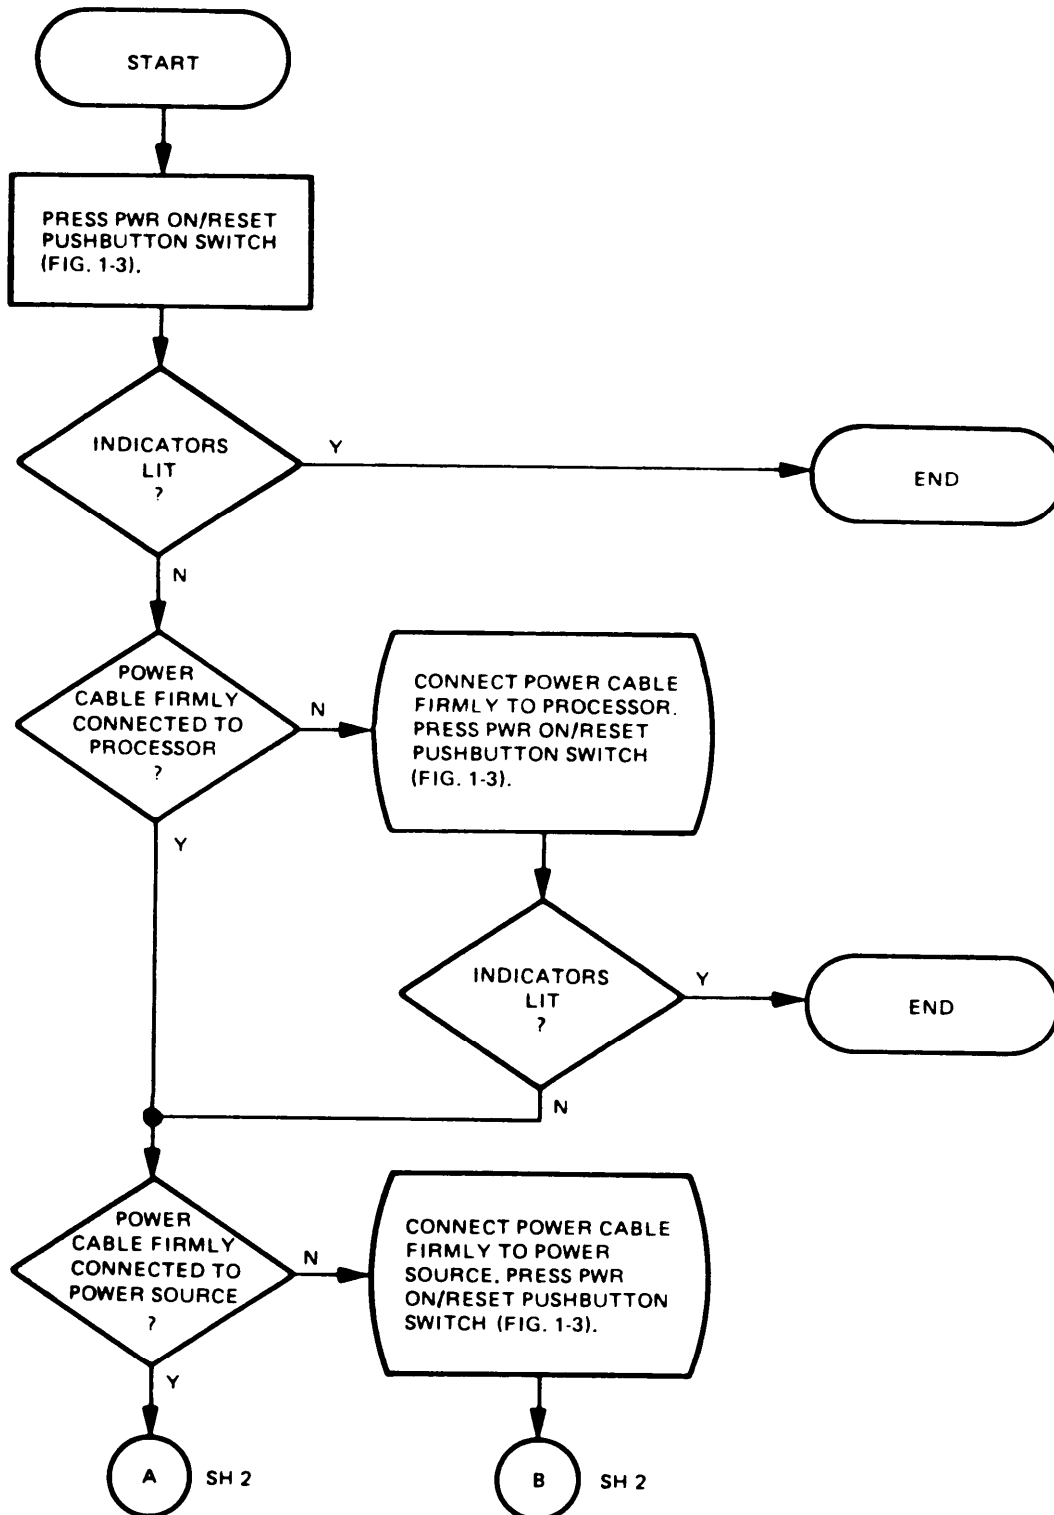 START
PRESS PWR ON/RESET
PUSHBUTTON SWITCH
(FIG. 1-3).
INDICATORS
LIT
?
Y
END
N
POWER
CABLE FIRMLY
CONNECTED TO
PROCESSOR
?
N
CONNECT POWER CABLE
FIRMLY TO PROCESSOR.
PRESS PWR ON/RESET
PUSHBUTTON SWITCH
(FIG. 1-3).
Y
INDICATORS
LIT
?
Y
END
N
POWER
CABLE FIRMLY
CONNECTED TO
POWER SOURCE
?
N
CONNECT POWER CABLE
FIRMLY TO POWER
SOURCE. PRESS PWR
ON/RESET PUSHBUTTON
SWITCH (FIG. 1-3).
Y
A
SH 2
B
SH 2